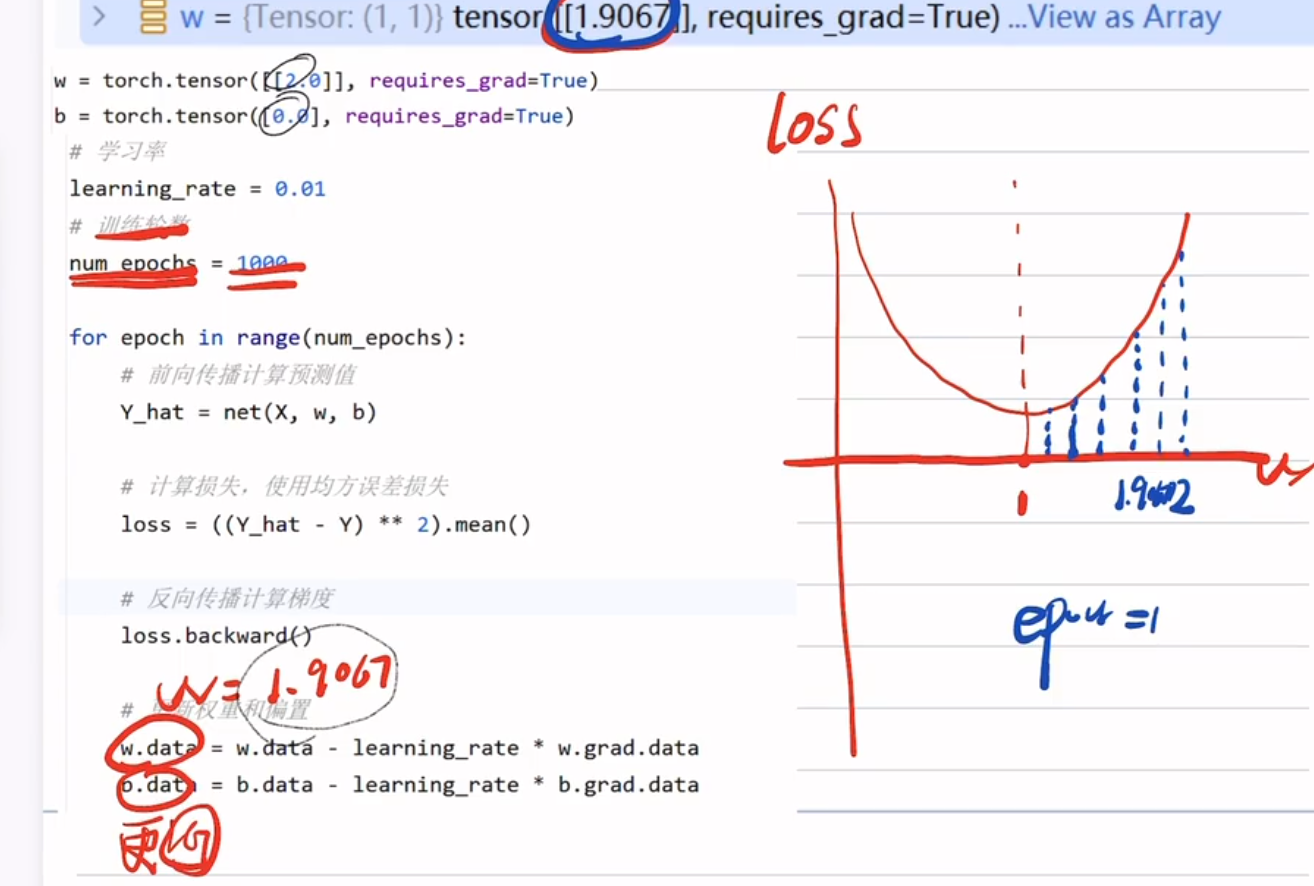 w = {Tensor: (1, 1)} tensor([[1.9067]], requires_grad=True) ...View as Array
w = torch.tensor([[2.0]], requires_grad=True)
b = torch.tensor([0.0], requires_grad=True)
# 学习率
learning_rate = 0.01
# 训练轮数
num_epochs = 1000
for epoch in range(num_epochs):
# 前向传播计算预测值
Y_hat = net(X, w, b)
# 计算损失，使用均方误差损失
loss = ((Y_hat - Y) ** 2).mean()
# 反向传播计算梯度
loss.backward()
w = 1.9067
# 更新权重和偏置
w.data = w.data - learning_rate * w.grad.data
b.data = b.data - learning_rate * b.grad.data
更
loss
w
1
2
=1